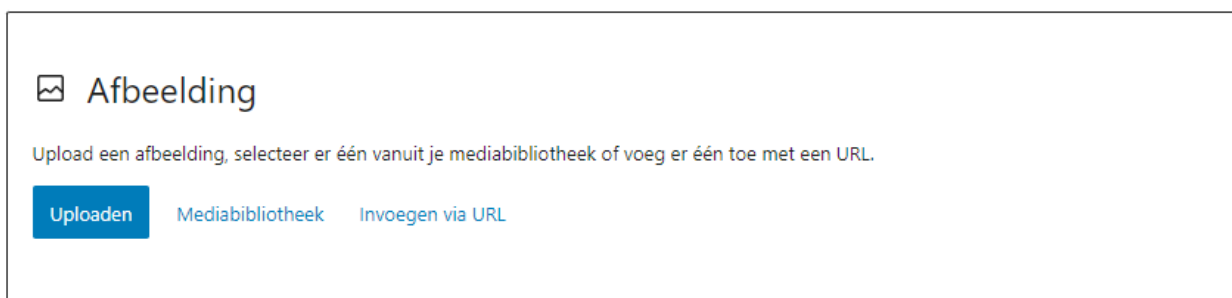 Afbeelding
Upload een afbeelding, selecteer er één vanuit je mediabibliotheek of voeg er één toe met een URL.
Uploaden Mediabibliotheek Invoegen via URL